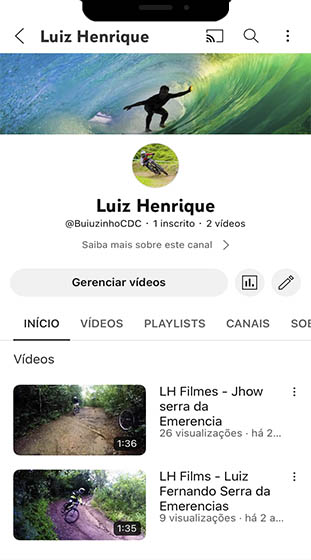 Luiz Henrique
Luiz Henrique
@BuiuzinhoCDC · 1 inscrito · 2 vídeos
Saiba mais sobre este canal
Gerenciar vídeos
INÍCIO VÍDEOS PLAYLISTS CANAIS SOB
Vídeos
LH Filmes - Jhow
serra da
Emerencia
26 visualizações · há 2...
1:36
LH Films - Luiz
Fernando Serra da
Emerencias
9 visualizações · há 2 a...
1:35